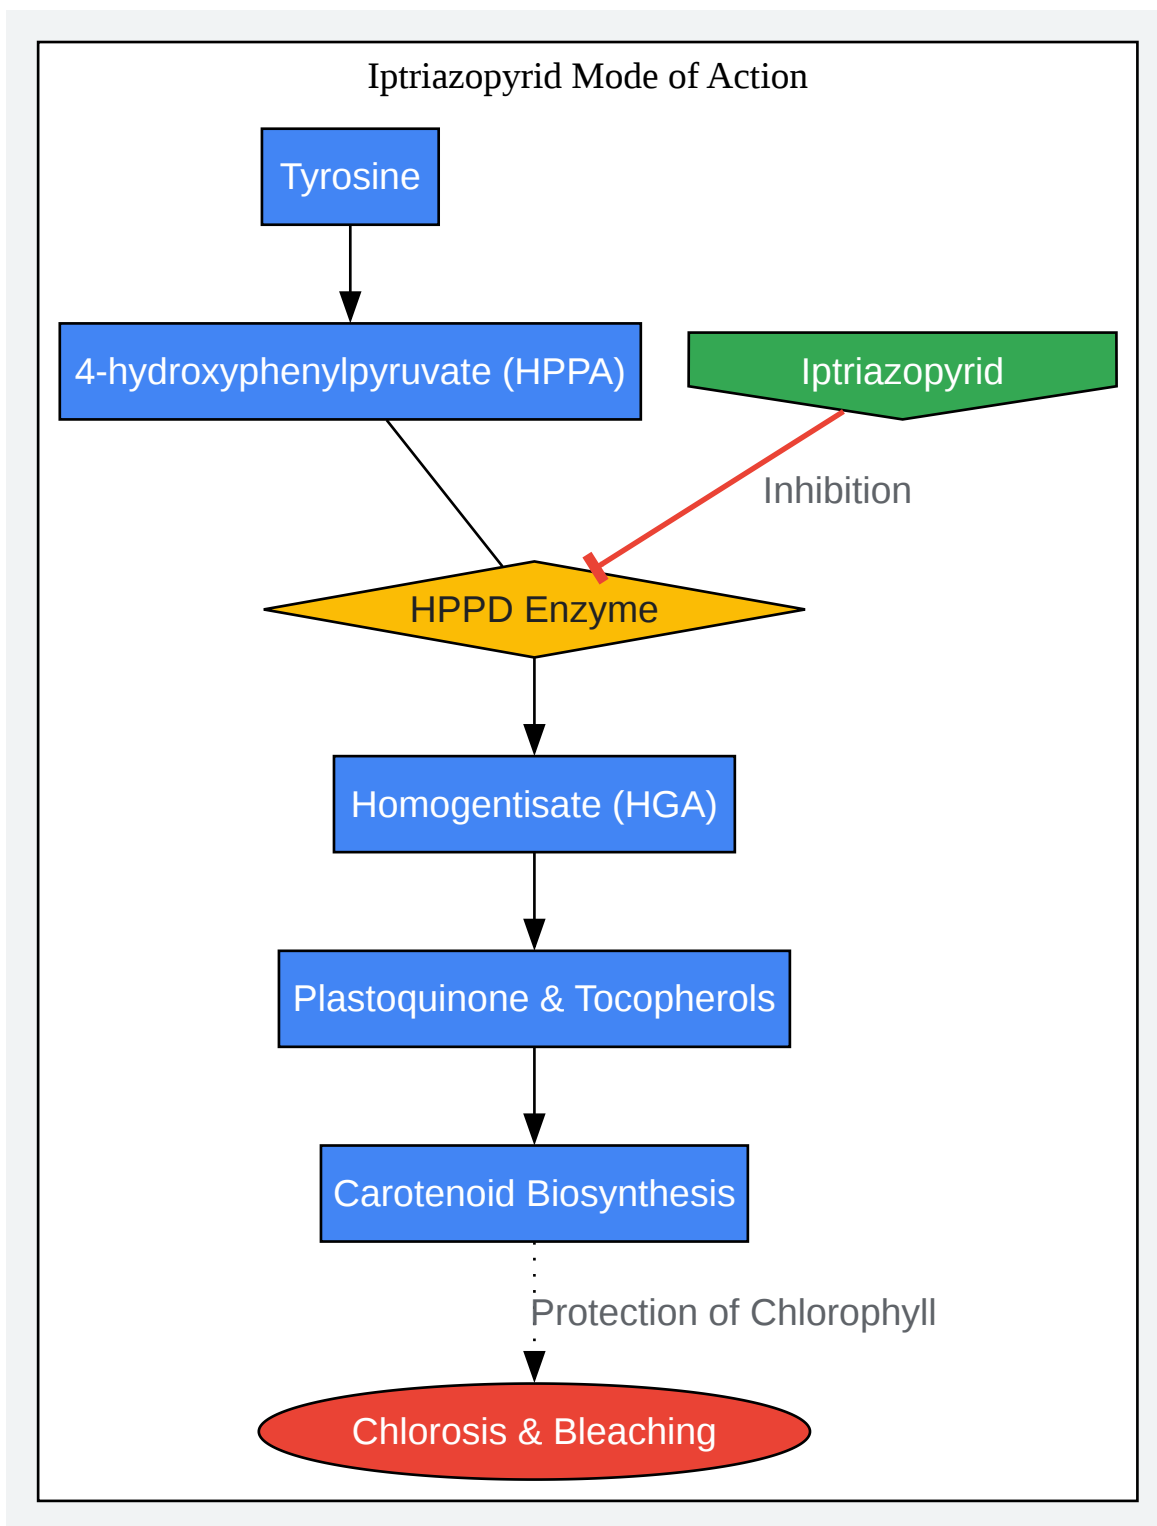 Iptriazopyrid Mode of Action
Tyrosine
4-hydroxyphenylpyruvate (HPPA)
Iptriazopyrid
Inhibition
HPPD Enzyme
Homogentisate (HGA)
Plastoquinone & Tocopherols
Carotenoid Biosynthesis
Protection of Chlorophyll
Chlorosis & Bleaching